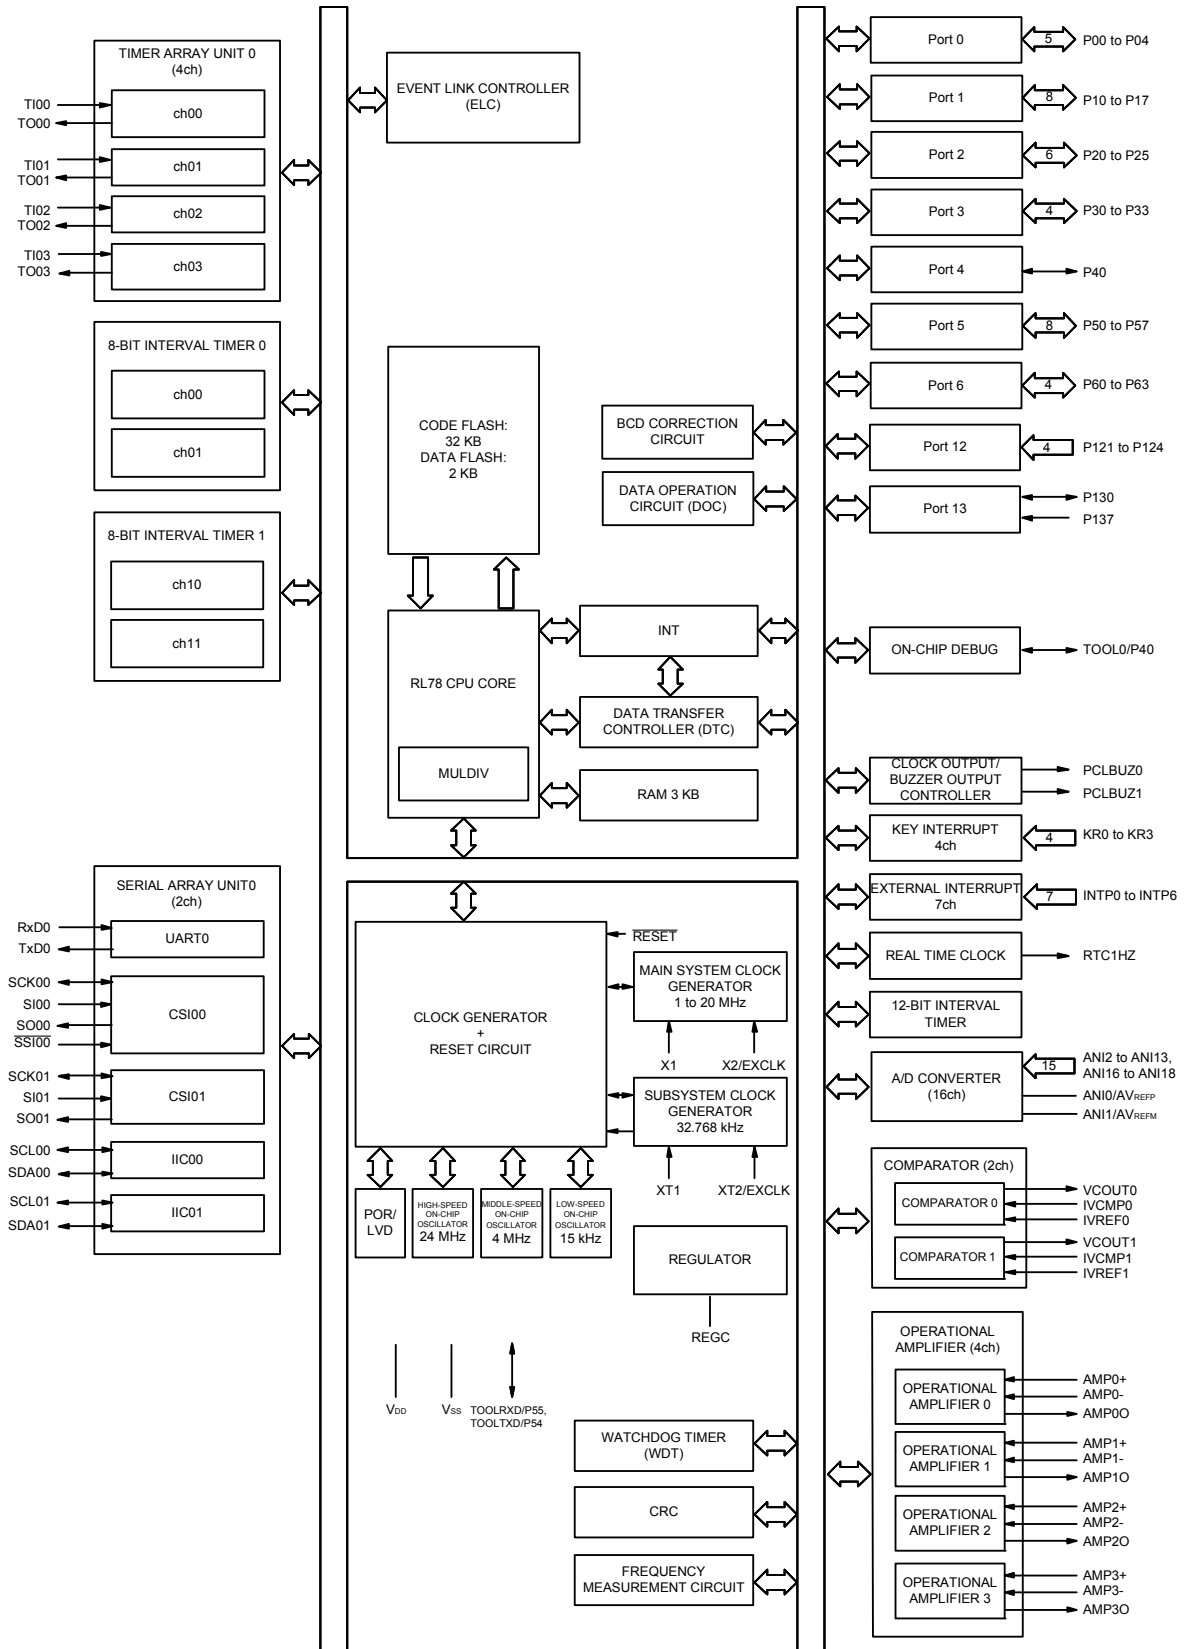 TIMER ARRAY UNIT 0
(4ch)
TI00
TO00
ch00
TI01
TO01
ch01
TI02
TO02
ch02
TI03
TO03
ch03
8-BIT INTERVAL TIMER 0
ch00
ch01
8-BIT INTERVAL TIMER 1
ch10
ch11
SERIAL ARRAY UNIT0
(2ch)
RxD0
TxD0
UART0
SCK00
SI00
SO00
SSI00
CSI00
SCK01
SI01
SO01
CSI01
SCL00
SDA00
IIC00
SCL01
SDA01
IIC01
EVENT LINK CONTROLLER
(ELC)
CODE FLASH:
32 KB
DATA FLASH:
2 KB
BCD CORRECTION
CIRCUIT
DATA OPERATION
CIRCUIT (DOC)
RL78 CPU CORE
MULDIV
INT
DATA TRANSFER
CONTROLLER (DTC)
RAM 3 KB
CLOCK GENERATOR
+
RESET CIRCUIT
RESET
MAIN SYSTEM CLOCK
GENERATOR
1 to 20 MHz
X1
X2/EXCLK
SUBSYSTEM CLOCK
GENERATOR
32.768 kHz
XT1
XT2/EXCLK
POR/
LVD
HIGH-SPEED
ON-CHIP
OSCILLATOR
24 MHz
MIDDLE-SPEED
ON-CHIP
OSCILLATOR
4 MHz
LOW-SPEED
ON-CHIP
OSCILLATOR
15 kHz
REGULATOR
REGC
VDD
VSS
TOOLRXD/P55,
TOOLTXD/P54
WATCHDOG TIMER
(WDT)
CRC
FREQUENCY
MEASUREMENT CIRCUIT
Port 0
5
P00 to P04
Port 1
8
P10 to P17
Port 2
6
P20 to P25
Port 3
4
P30 to P33
Port 4
P40
Port 5
8
P50 to P57
Port 6
4
P60 to P63
Port 12
4
P121 to P124
Port 13
P130
P137
ON-CHIP DEBUG
TOOL0/P40
CLOCK OUTPUT/
BUZZER OUTPUT
CONTROLLER
PCLBUZ0
PCLBUZ1
KEY INTERRUPT
4ch
4
KR0 to KR3
EXTERNAL INTERRUPT
7ch
7
INTP0 to INTP6
REAL TIME CLOCK
RTC1HZ
12-BIT INTERVAL
TIMER
A/D CONVERTER
(16ch)
15
ANI2 to ANI13,
ANI16 to ANI18
ANI0/AVREFP
ANI1/AVREFM
COMPARATOR (2ch)
COMPARATOR 0
VCOUT0
IVCMP0
IVREF0
COMPARATOR 1
VCOUT1
IVCMP1
IVREF1
OPERATIONAL
AMPLIFIER (4ch)
OPERATIONAL
AMPLIFIER 0
AMP0+
AMP0-
AMP0O
OPERATIONAL
AMPLIFIER 1
AMP1+
AMP1-
AMP1O
OPERATIONAL
AMPLIFIER 2
AMP2+
AMP2-
AMP2O
OPERATIONAL
AMPLIFIER 3
AMP3+
AMP3-
AMP3O